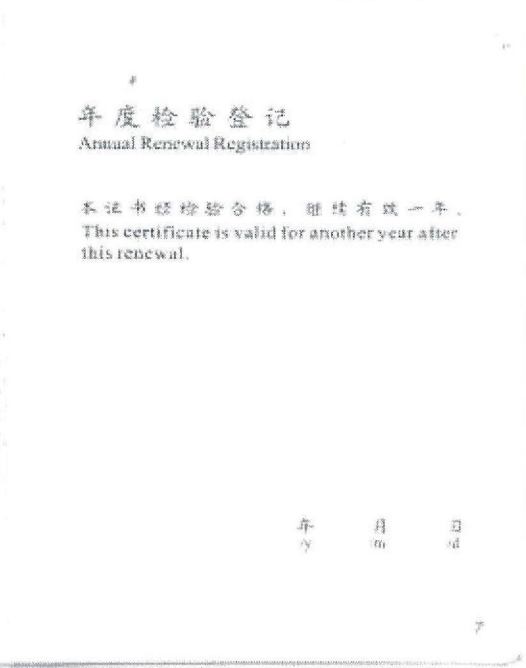 年度检验登记
Annual Renewal Registration
本证书经检验合格，继续有效一年。
This certificate is valid for another year after
this renewal.
年 月 日
/y /m /d
7